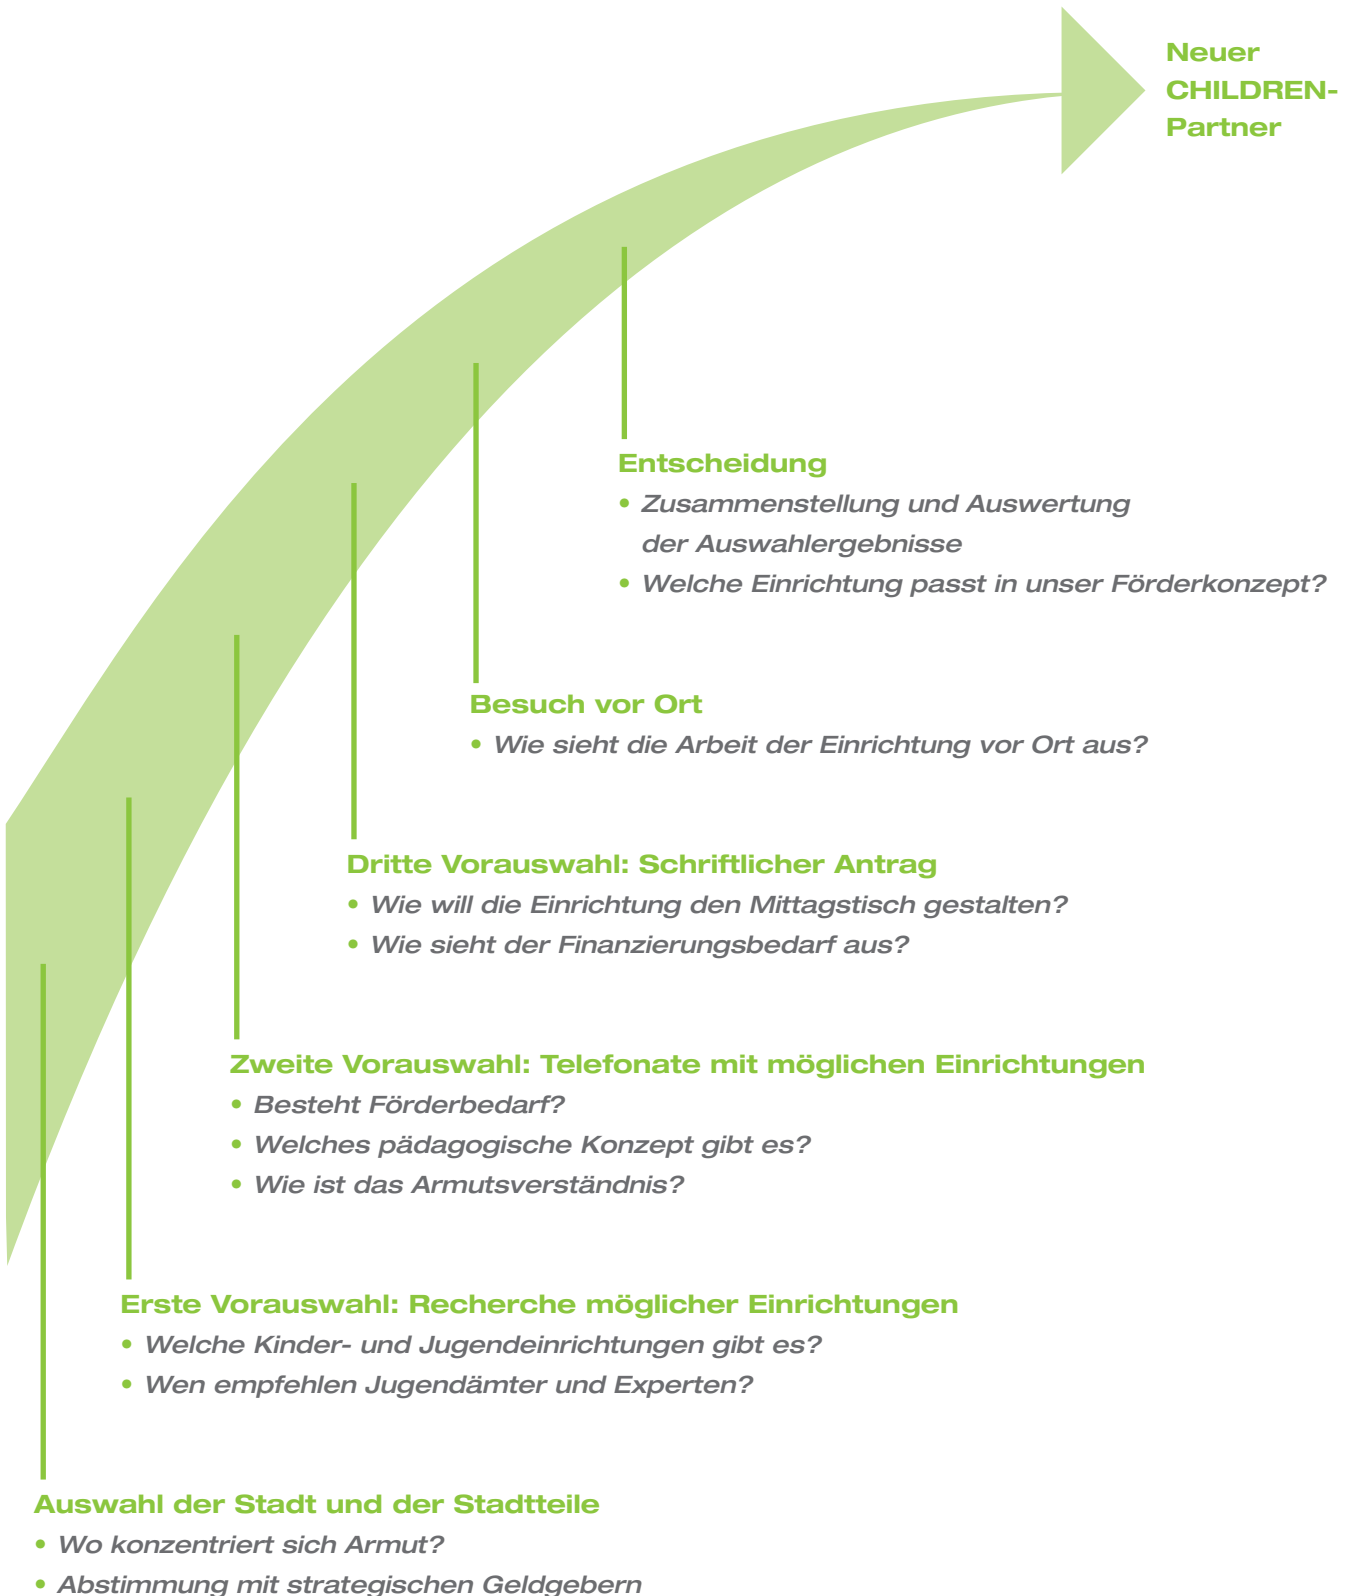 Neuer
CHILDREN-
Partner
Entscheidung
• Zusammenstellung und Auswertung
der Auswahlergebnisse
• Welche Einrichtung passt in unser Förderkonzept?
Besuch vor Ort
• Wie sieht die Arbeit der Einrichtung vor Ort aus?
Dritte Vorauswahl: Schriftlicher Antrag
• Wie will die Einrichtung den Mittagstisch gestalten?
• Wie sieht der Finanzierungsbedarf aus?
Zweite Vorauswahl: Telefonate mit möglichen Einrichtungen
• Besteht Förderbedarf?
• Welches pädagogische Konzept gibt es?
• Wie ist das Armutsverständnis?
Erste Vorauswahl: Recherche möglicher Einrichtungen
• Welche Kinder- und Jugendeinrichtungen gibt es?
• Wen empfehlen Jugendämter und Experten?
Auswahl der Stadt und der Stadtteile
• Wo konzentriert sich Armut?
• Abstimmung mit strategischen Geldgebern